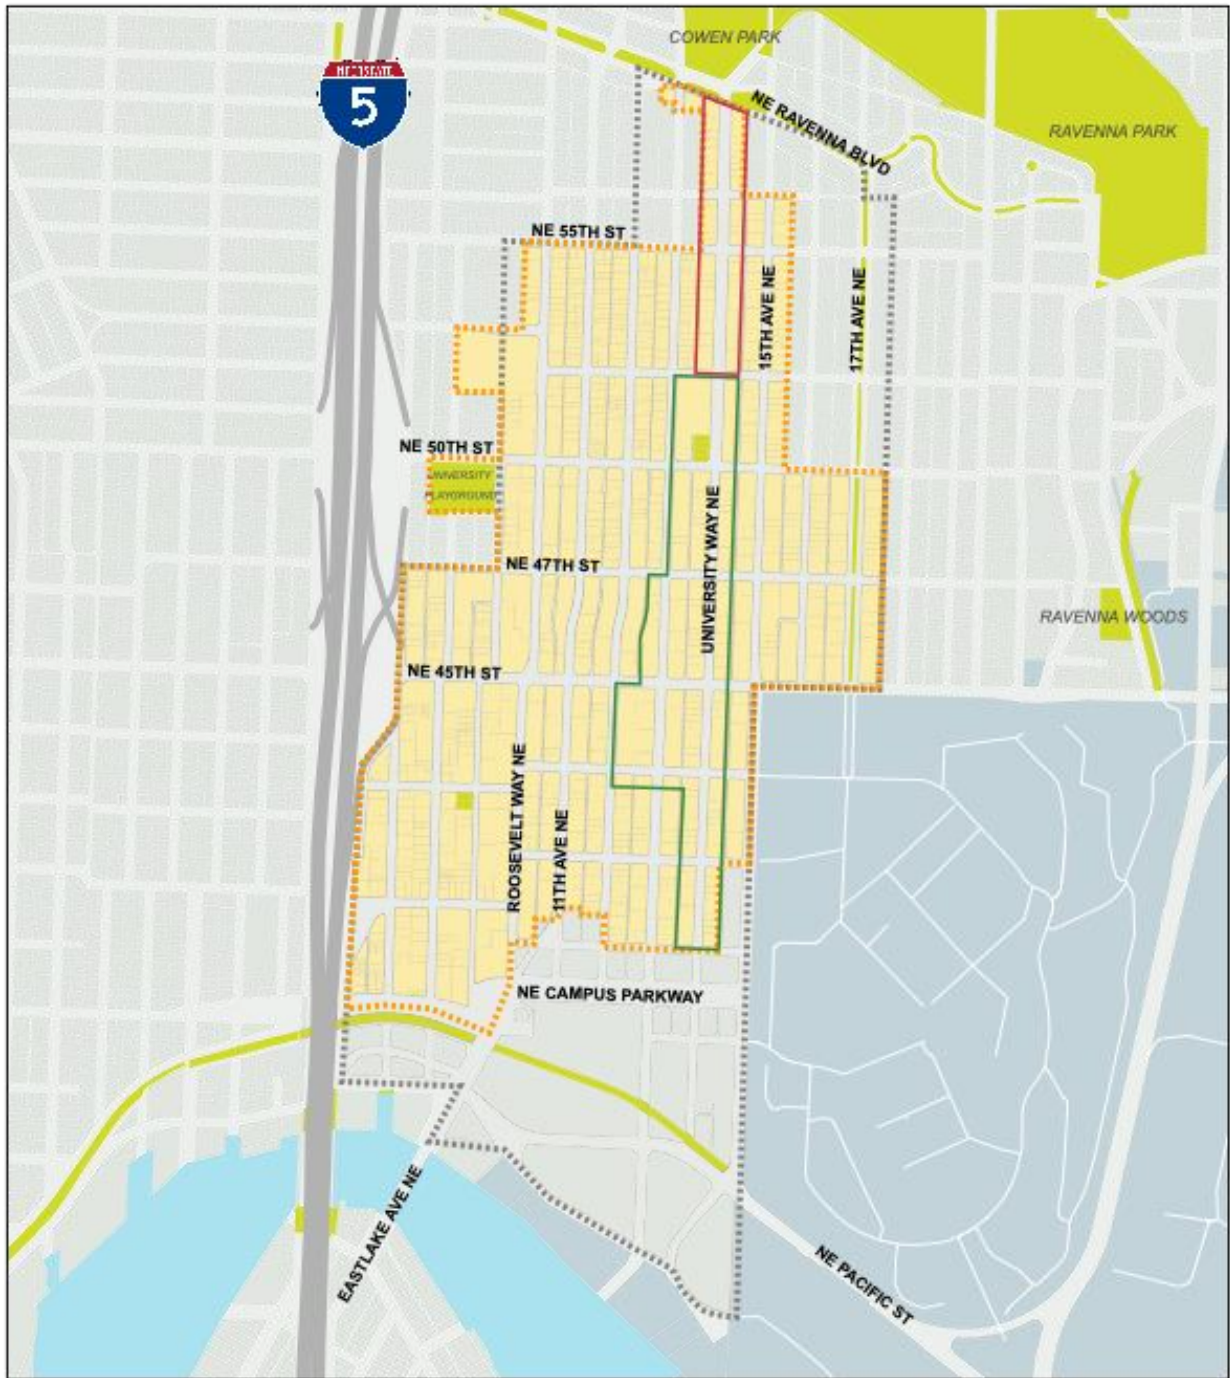 COWEN PARK
INTERSTATE
5
NE RAVENNA BLVD
RAVENNA PARK
NE 55TH ST
15TH AVE NE
17TH AVE NE
NE 50TH ST
UNIVERSITY
PLAYGROUND
UNIVERSITY WAY NE
NE 47TH ST
RAVENNA WOODS
NE 45TH ST
ROOSEVELT WAY NE
11TH AVE NE
NE CAMPUS PARKWAY
EASTLAKE AVE NE
NE PACIFIC ST